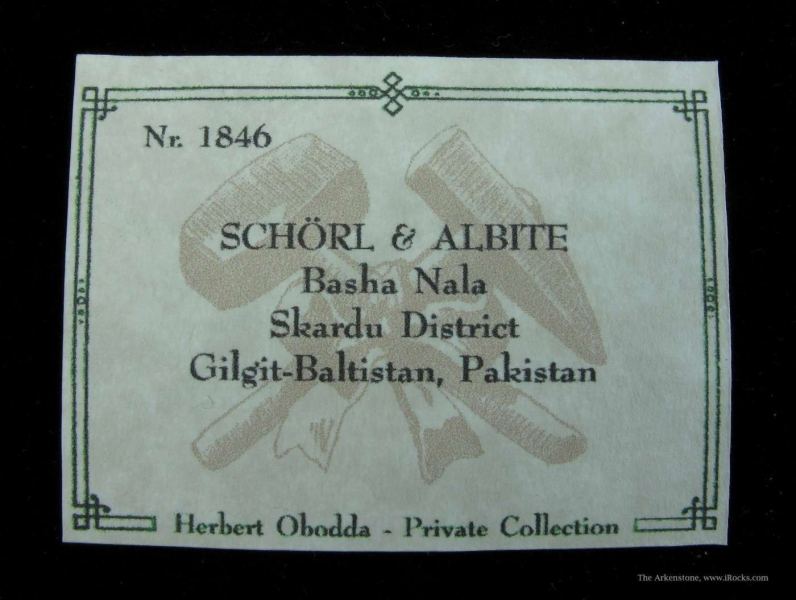 Nr. 1846
SCHÖRL & ALBITE
Basha Nala
Skardu District
Gilgit-Baltistan, Pakistan
Herbert Obodda - Private Collection
The Arkenstone, www.iRocks.com